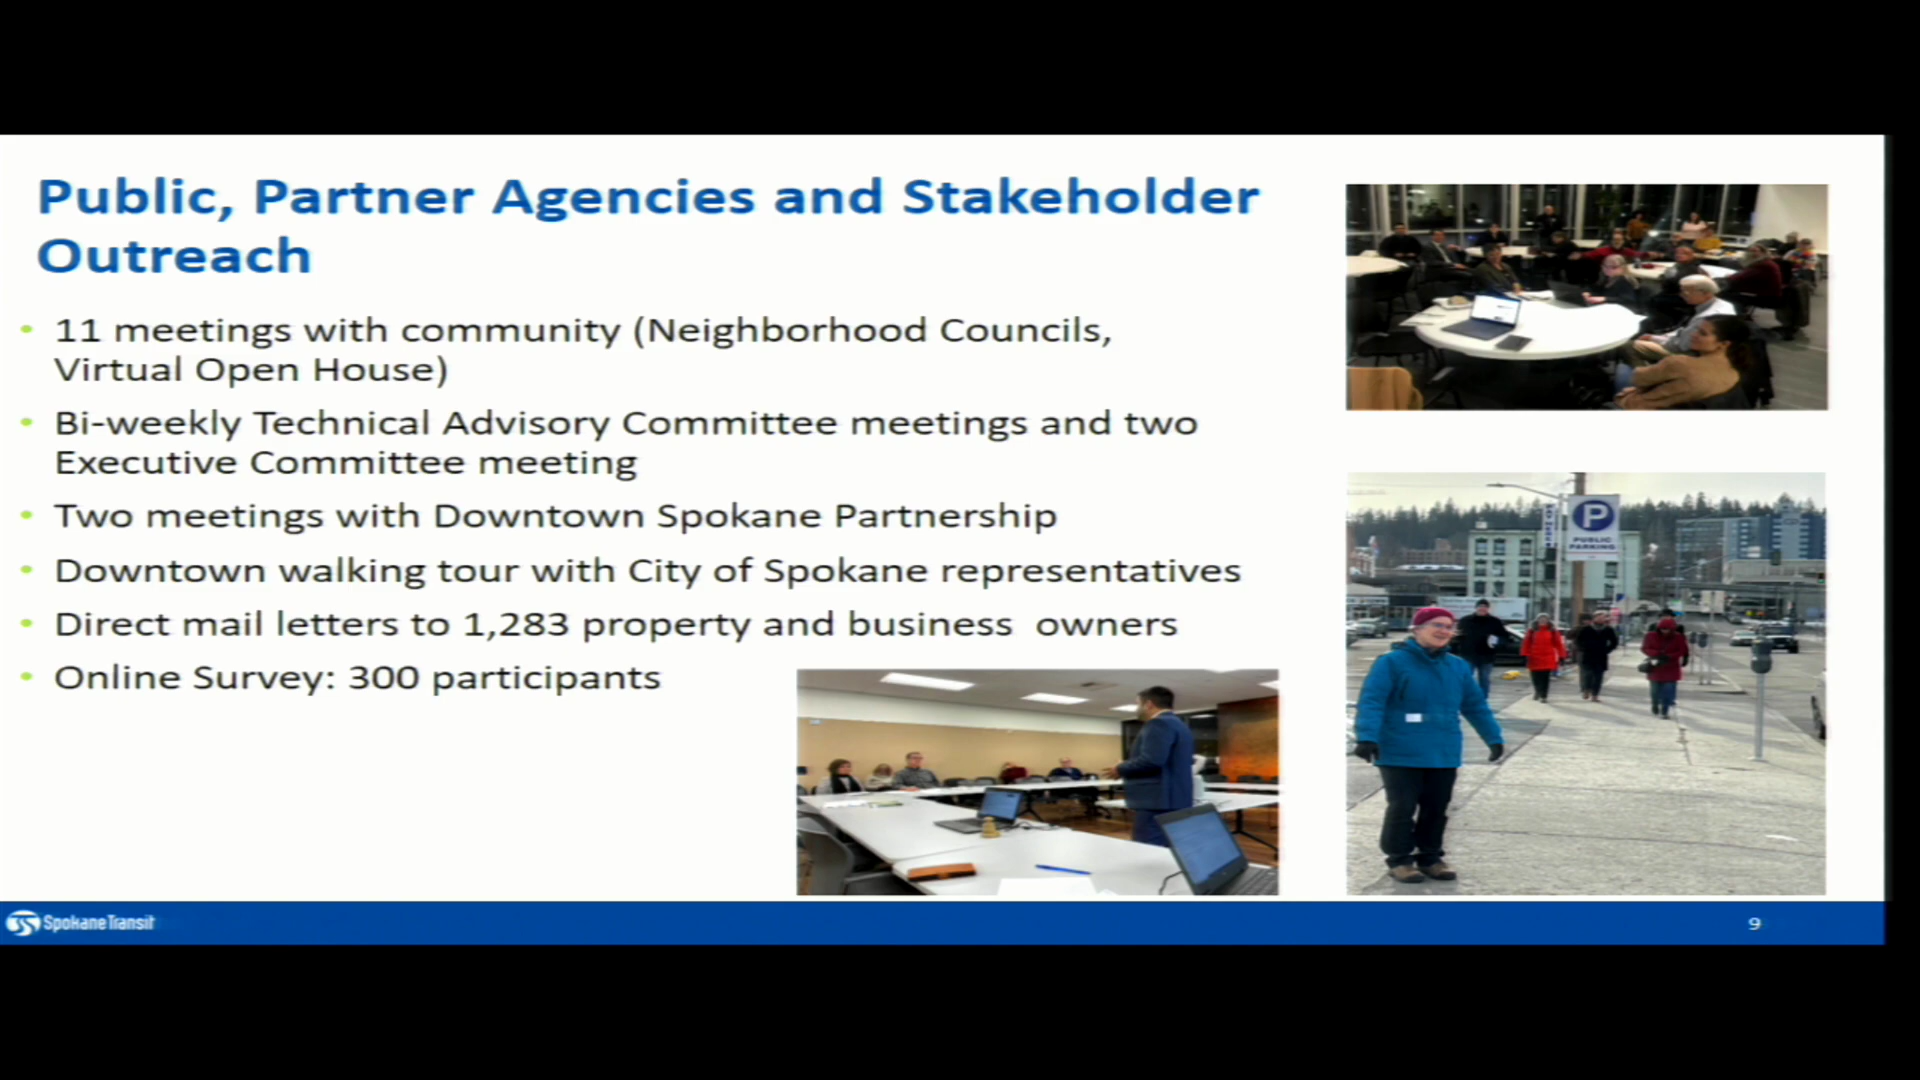 Public, Partner Agencies and Stakeholder
Outreach
• 11 meetings with community (Neighborhood Councils,
Virtual Open House)
• Bi-weekly Technical Advisory Committee meetings and two
Executive Committee meeting
• Two meetings with Downtown Spokane Partnership
• Downtown walking tour with City of Spokane representatives
• Direct mail letters to 1,283 property and business  owners
• Online Survey: 300 participants
P
PUBLIC
PARKING
SpokaneTransit
9